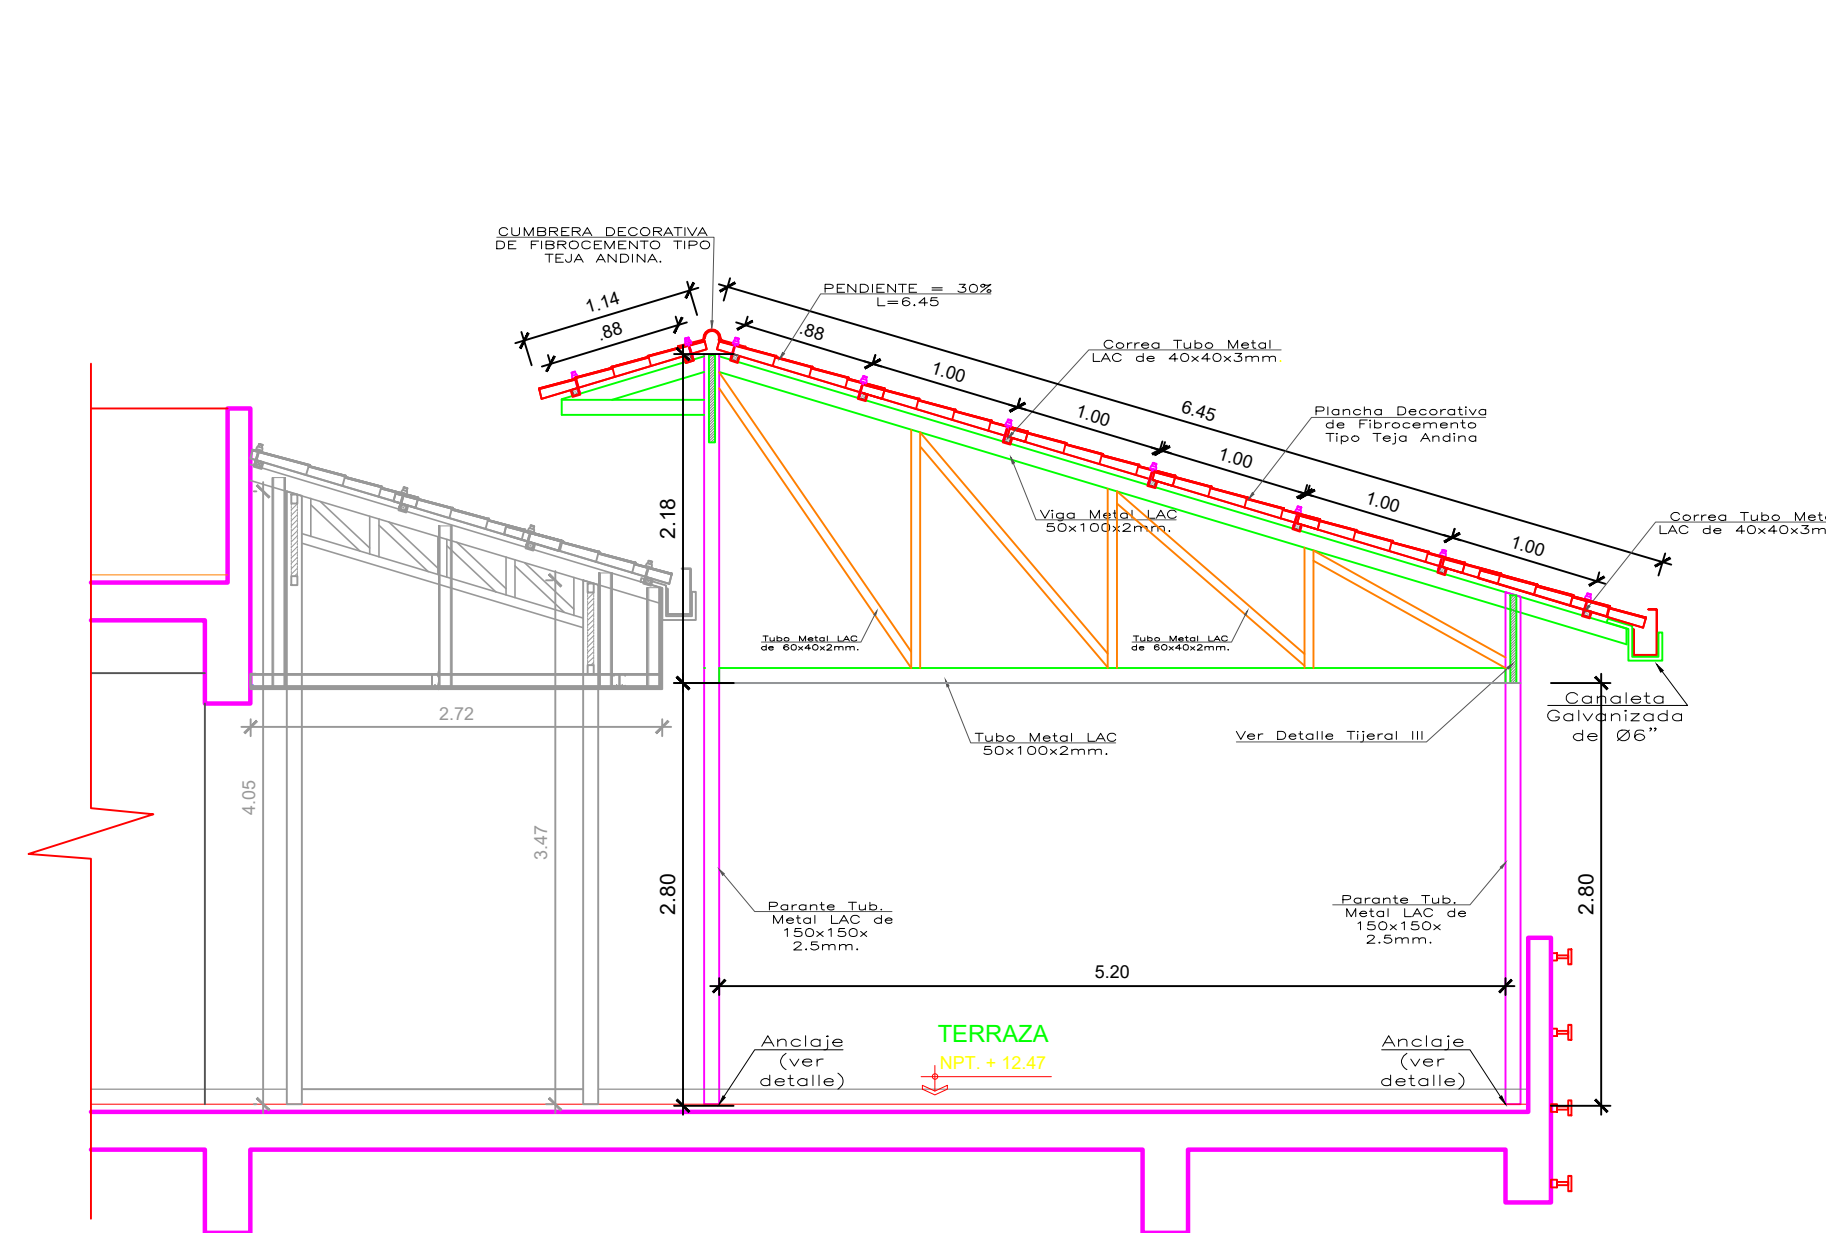 CUMBRERA DECORATIVA
DE FIBROCEMENTO TIPO
TEJA ANDINA.
1.14
.88
PENDIENTE = 30%
L=6.45
.88
1.00
1.00
1.00
1.00
1.00
6.45
Correa Tubo Metal
LAC de 40x40x3mm.
Plancha Decorativa
de Fibrocemento
Tipo Teja Andina
Viga Metal LAC
50x100x2mm.
Correa Tubo Met
LAC de 40x40x3m
2.18
Tubo Metal LAC
de 60x40x2mm.
Tubo Metal LAC
de 60x40x2mm.
Canaleta
Galvanizada
de Ø6”
2.72
Tubo Metal LAC
50x100x2mm.
Ver Detalle Tijeral III
4.05
3.47
2.80
2.80
Parante Tub.
Metal LAC de
150x150x
2.5mm.
Parante Tub.
Metal LAC de
150x150x
2.5mm.
5.20
TERRAZA
NPT. + 12.47
Anclaje
(ver
detalle)
Anclaje
(ver
detalle)